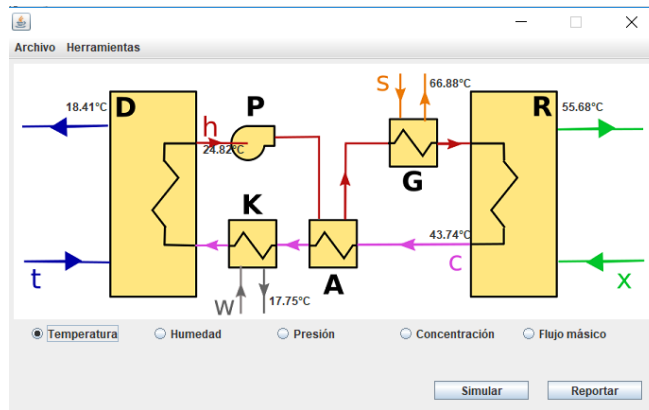 Archivo Herramientas
s 66.88°C
18.41°C D P R 55.68°C
h
24.82°C
G
K
43.74°C
c
t A x
w 17.75°C
Temperatura Humedad Presión Concentración Flujo másico
Simular Reportar